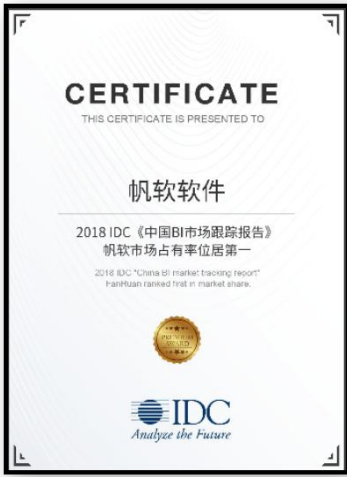 CERTIFICATE
THIS CERTIFICATE IS PRESENTED TO
帆软软件
2018 IDC《中国BI市场跟踪报告》
帆软市场占有率位居第一
2018 IDC "China BI market tracking report"
FanRuan ranked first in market share.
PREMIUM
AWARD
IDC
Analyze the Future